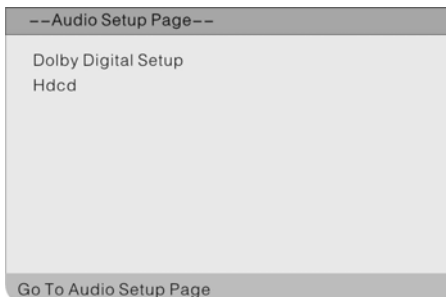 --Audio Setup Page--
Dolby Digital Setup
Hdcd
Go To Audio Setup Page